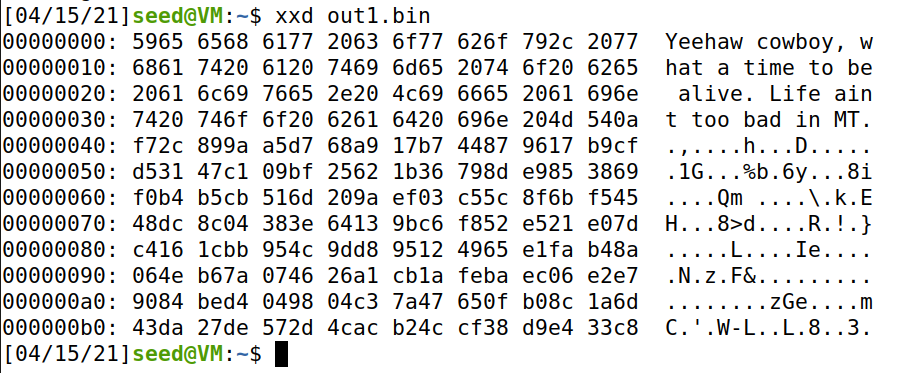 [04/15/21]seed@VM:~$ xxd out1.bin
00000000: 5965 6568 6177 2063 6f77 626f 792c 2077  Yeehaw cowboy, w
00000010: 6861 7420 6120 7469 6d65 2074 6f20 6265  hat a time to be
00000020: 2061 6c69 7665 2e20 4c69 6665 2061 696e   alive. Life ain
00000030: 7420 746f 6f20 6261 6420 696e 204d 540a  t too bad in MT.
00000040: f72c 899a a5d7 68a9 17b7 4487 9617 b9cf  .,....h...D.....
00000050: d531 47c1 09bf 2562 1b36 798d e985 3869  .1G...%b.6y...8i
00000060: f0b4 b5cb 516d 209a ef03 c55c 8f6b f545  ....Qm ....\.k.E
00000070: 48dc 8c04 383e 6413 9bc6 f852 e521 e07d  H...8>d....R.!.}
00000080: c416 1cbb 954c 9dd8 9512 4965 e1fa b48a  .....L....Ie....
00000090: 064e b67a 0746 26a1 cb1a feba ec06 e2e7  .N.z.F&.........
000000a0: 9084 bed4 0498 04c3 7a47 650f b08c 1a6d  ........zGe....m
000000b0: 43da 27de 572d 4cac b24c cf38 d9e4 33c8  C.'.W-L..L.8..3.
[04/15/21]seed@VM:~$